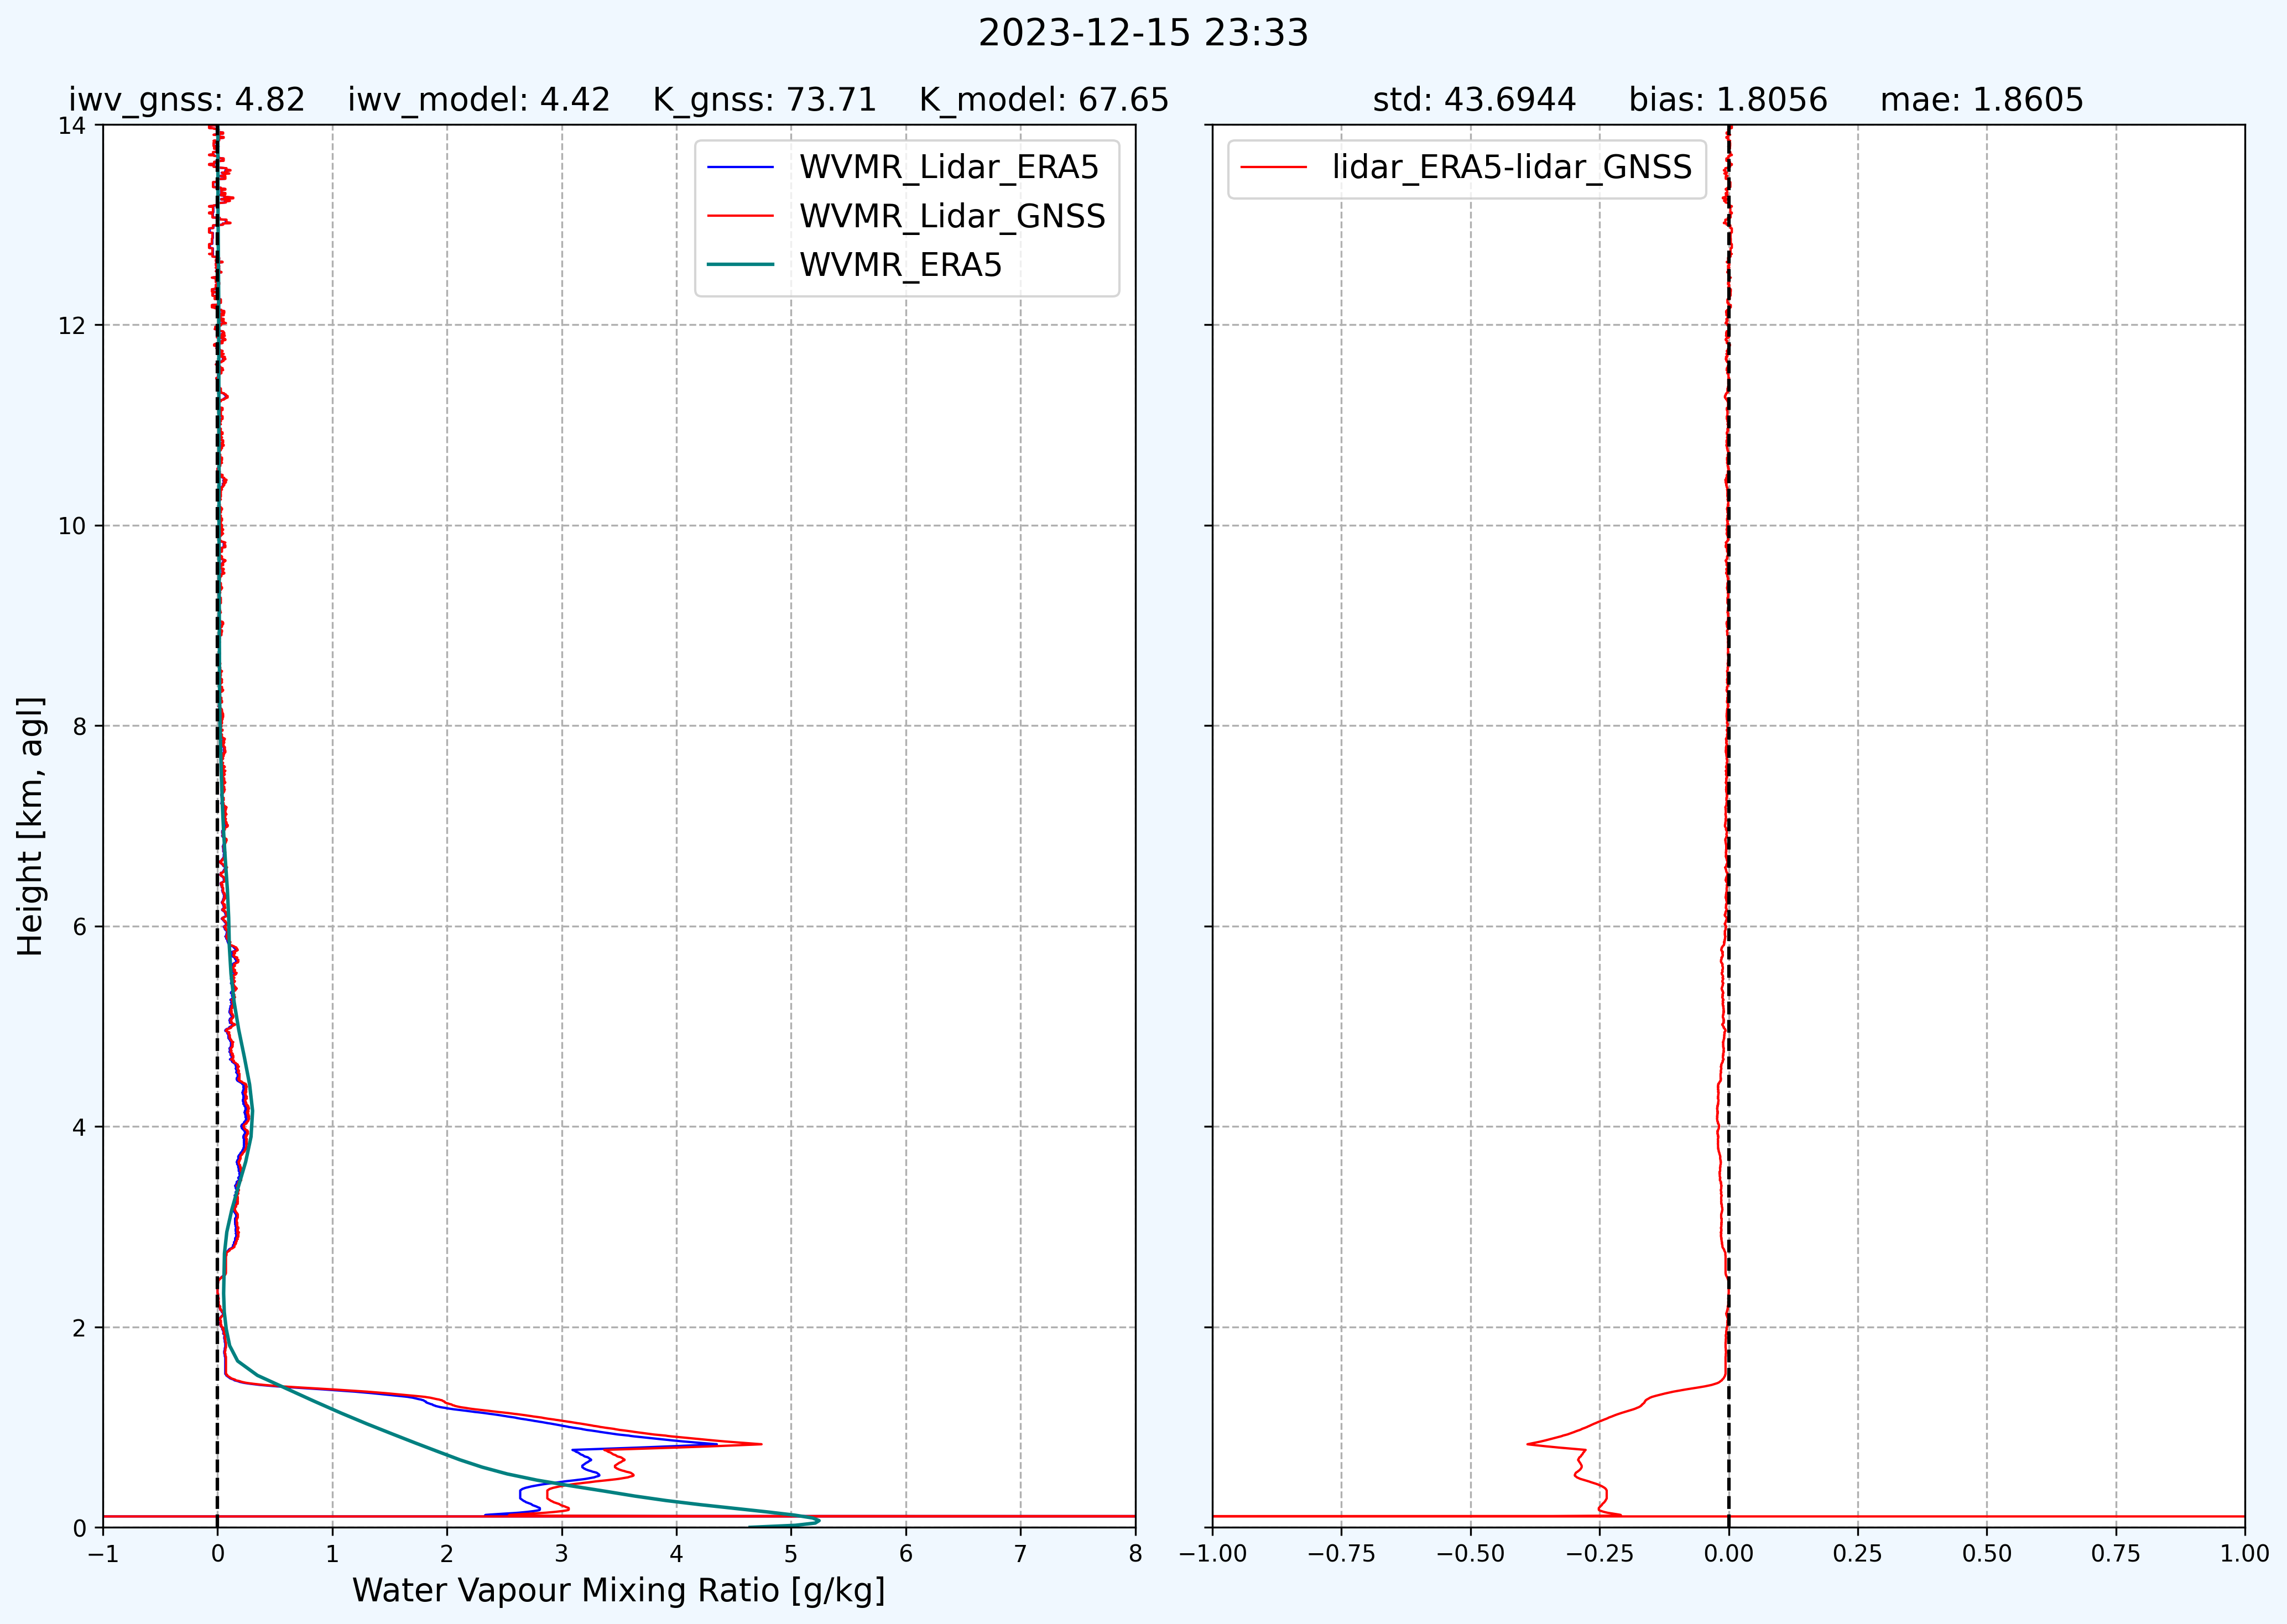 2023-12-15 23:33
iwv_gnss: 4.82 iwv_model: 4.42 K_gnss: 73.71 K_model: 67.65
WVMR_Lidar_ERA5
WVMR_Lidar_GNSS
WVMR_ERA5
14
12
10
8
6
4
2
0
Height [km, agl]
−1 0 1 2 3 4 5 6 7 8
Water Vapour Mixing Ratio [g/kg]
std: 43.6944 bias: 1.8056 mae: 1.8605
lidar_ERA5-lidar_GNSS
−1.00 −0.75 −0.50 −0.25 0.00 0.25 0.50 0.75 1.00